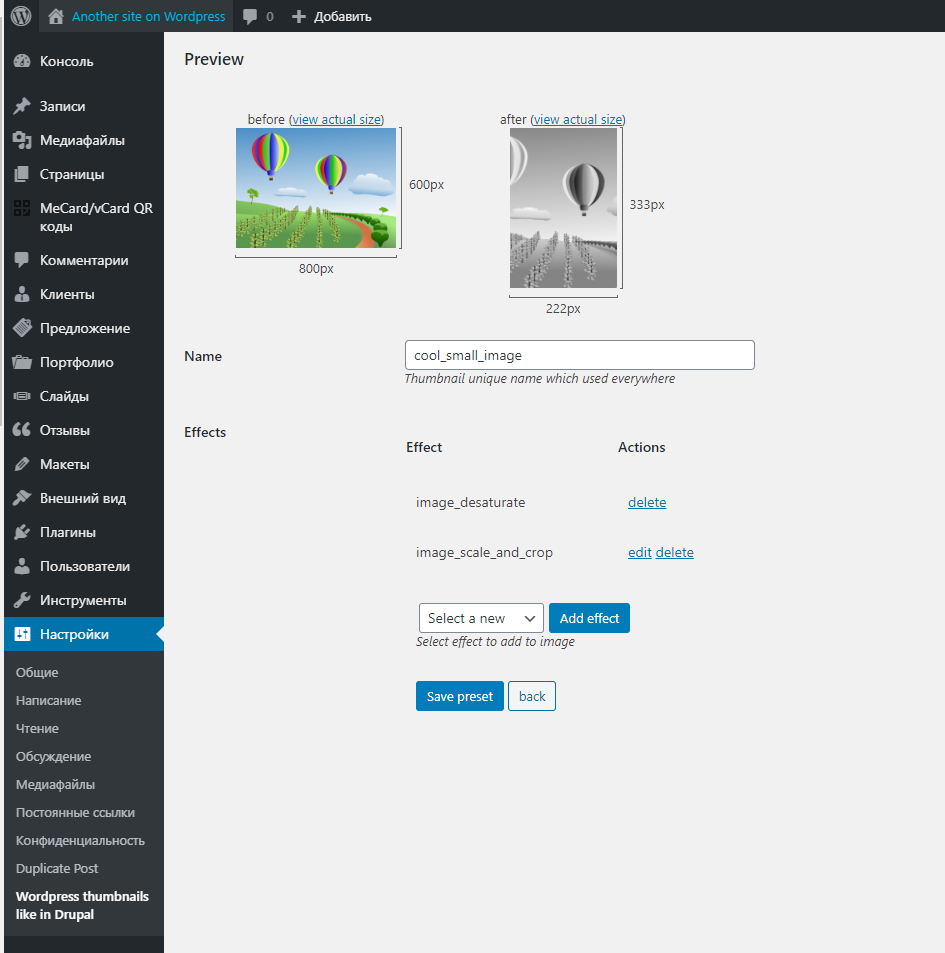 Another site on Wordpress 0 Добавить
Консоль
Записи
Медиафайлы
Страницы
MeCard/vCard QR
коды
Комментарии
Клиенты
Предложение
Портфолио
Слайды
Отзывы
Макеты
Внешний вид
Плагины
Пользователи
Инструменты
Настройки
Общие
Написание
Чтение
Обсуждение
Медиафайлы
Постоянные ссылки
Конфиденциальность
Duplicate Post
Wordpress thumbnails
like in Drupal
Preview
before (view actual size)
600px
800px
after (view actual size)
333px
222px
Name
cool_small_image
Thumbnail unique name which used everywhere
Effects
Effect Actions
image_desaturate delete
image_scale_and_crop edit delete
Select a new Add effect
Select effect to add to image
Save preset back